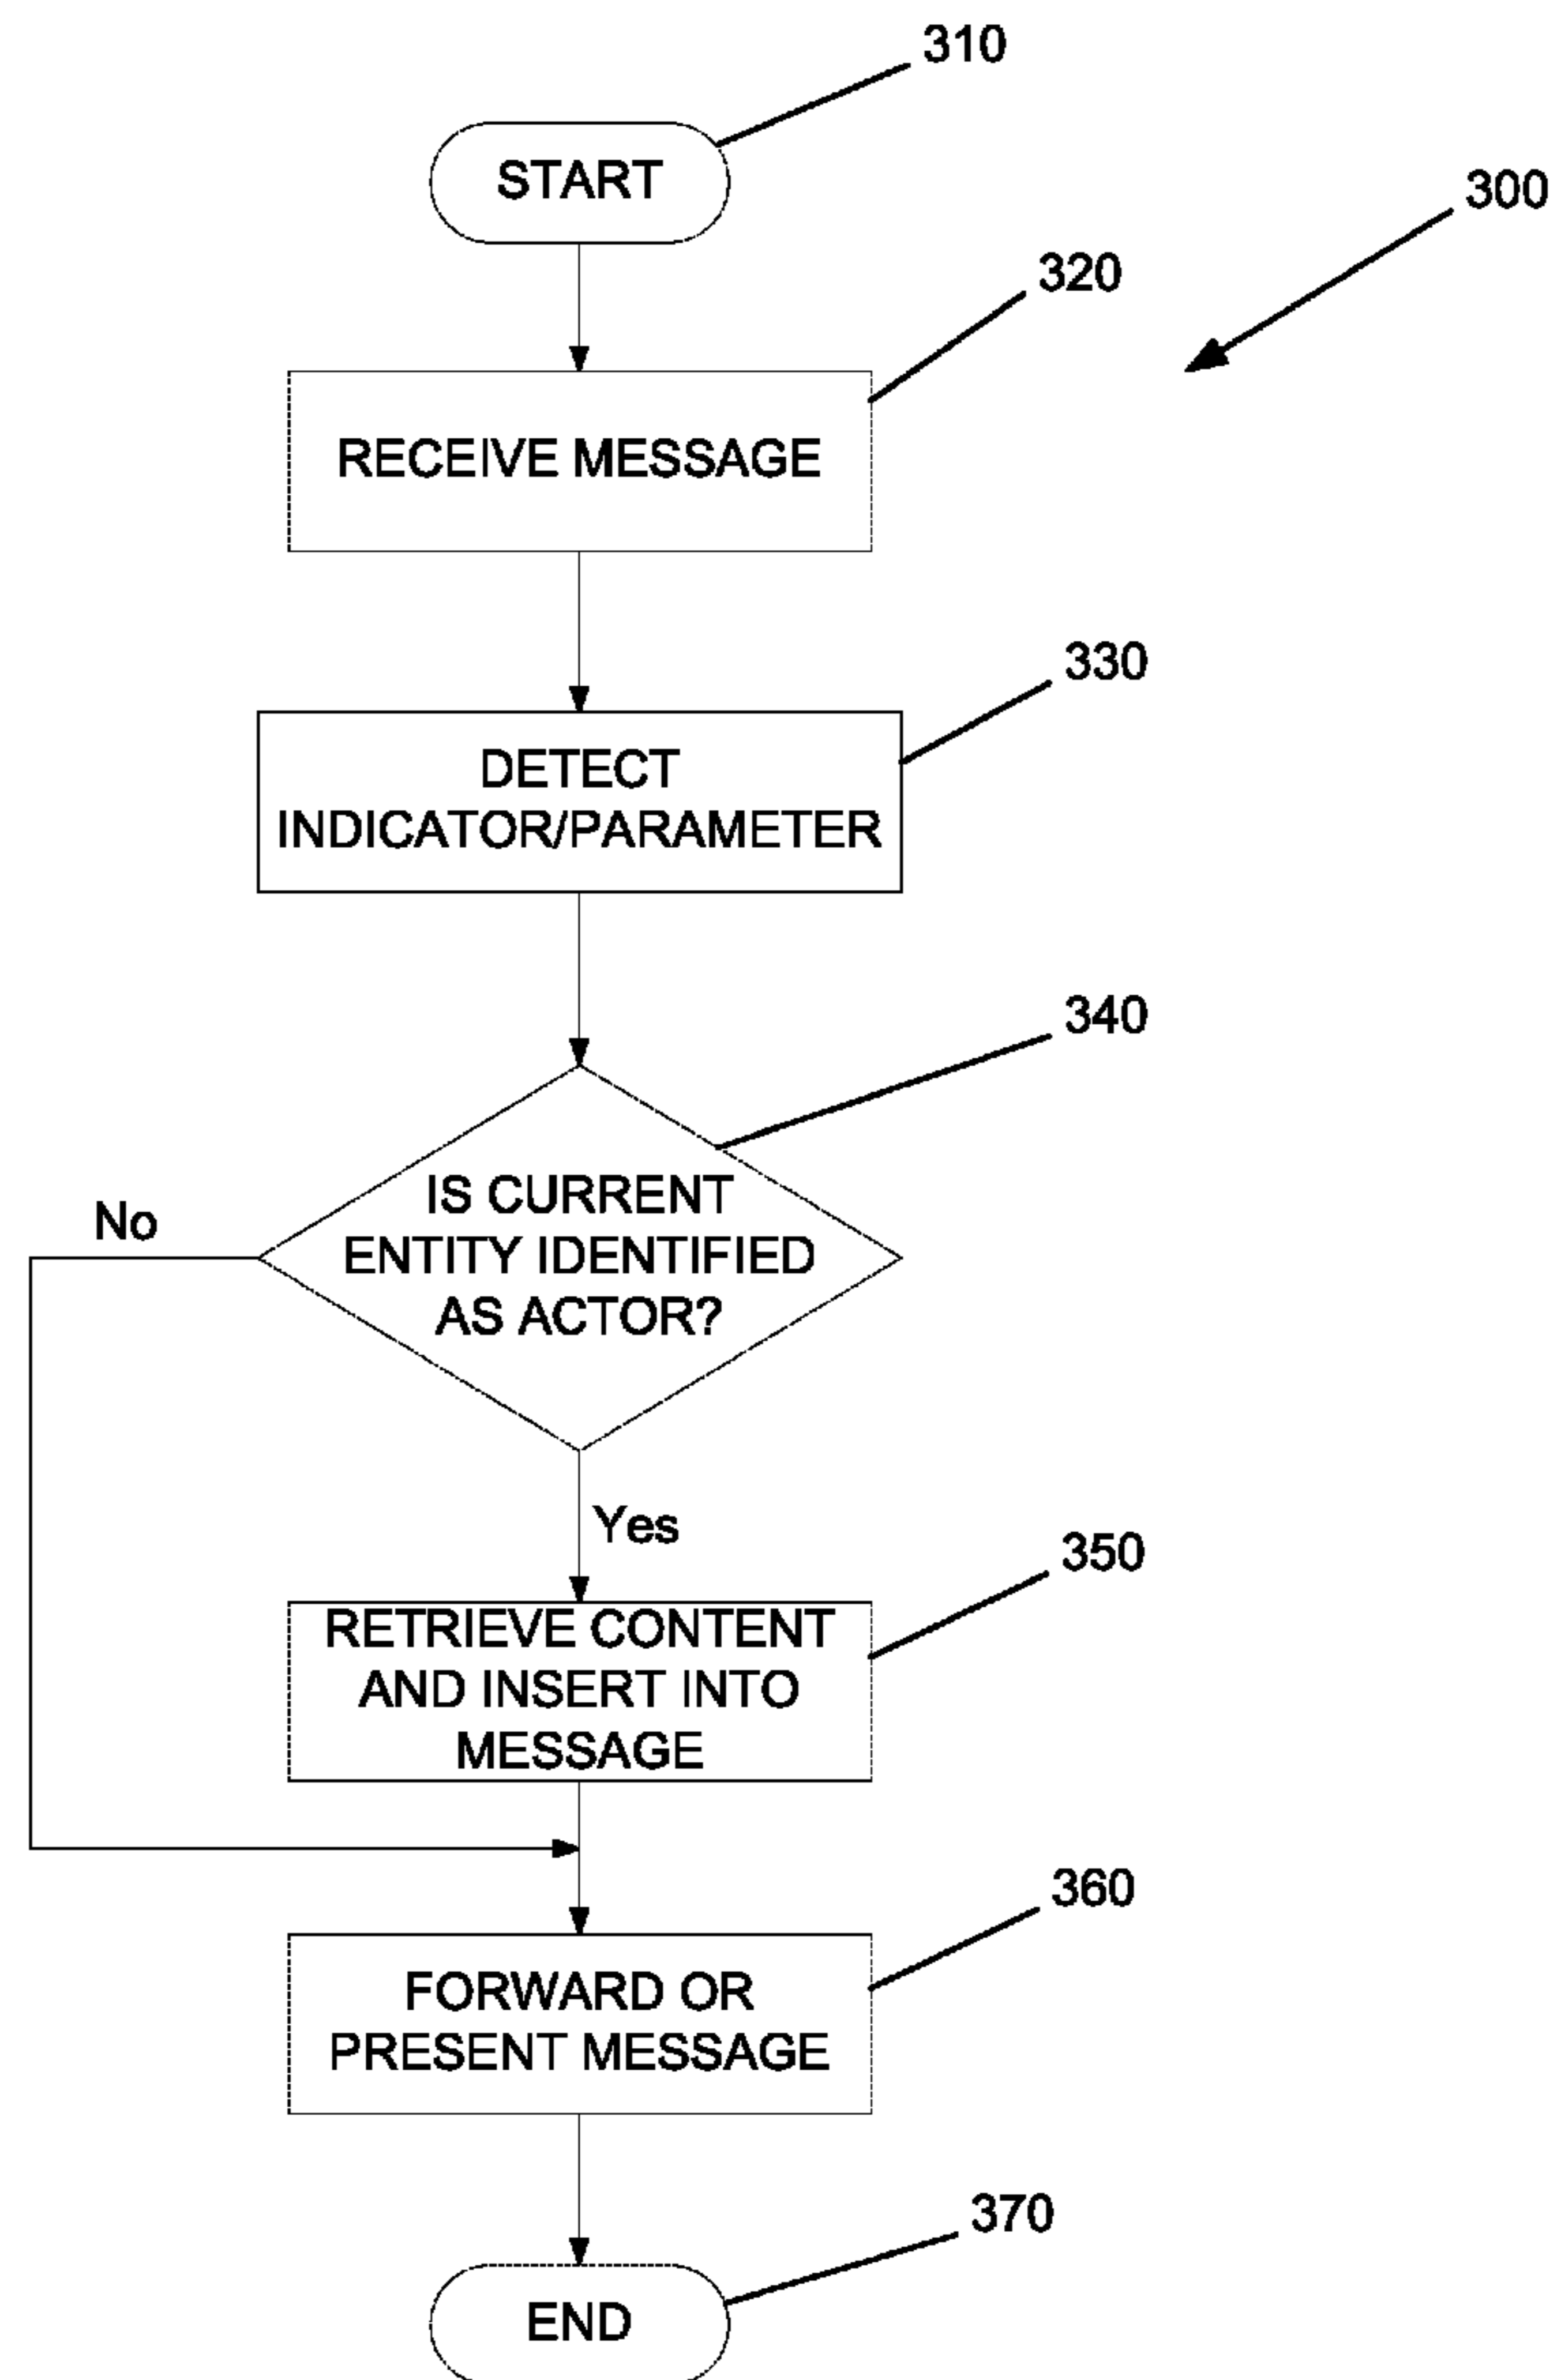 310
START
300
320
RECEIVE MESSAGE
330
DETECT
INDICATOR/PARAMETER
340
IS CURRENT
ENTITY IDENTIFIED
AS ACTOR?
No
Yes
350
RETRIEVE CONTENT
AND INSERT INTO
MESSAGE
360
FORWARD OR
PRESENT MESSAGE
370
END